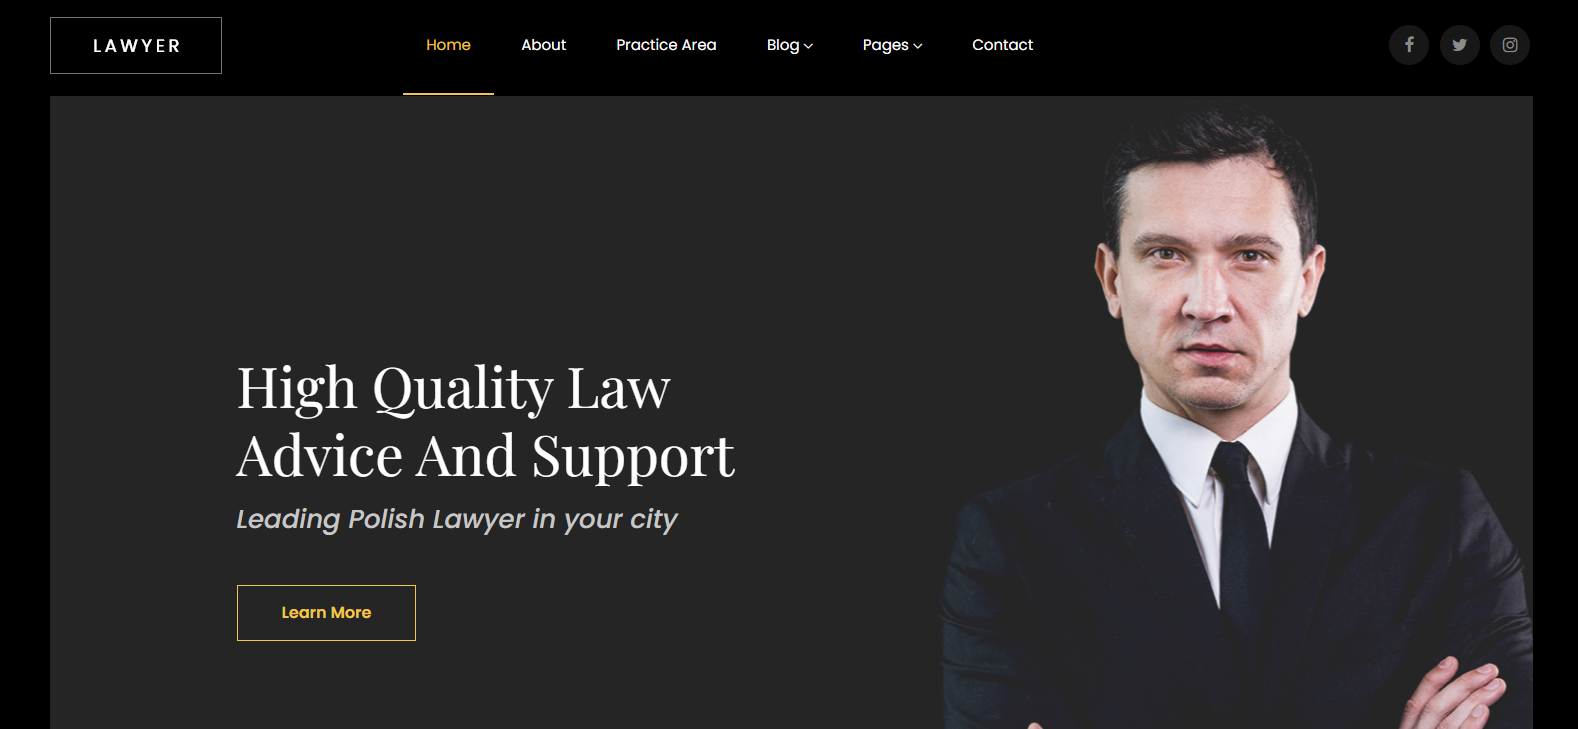 LAWYER
Home
About
Practice Area
Blog
Pages
Contact
High Quality Law
Advice And Support
Leading Polish Lawyer in your city
Learn More